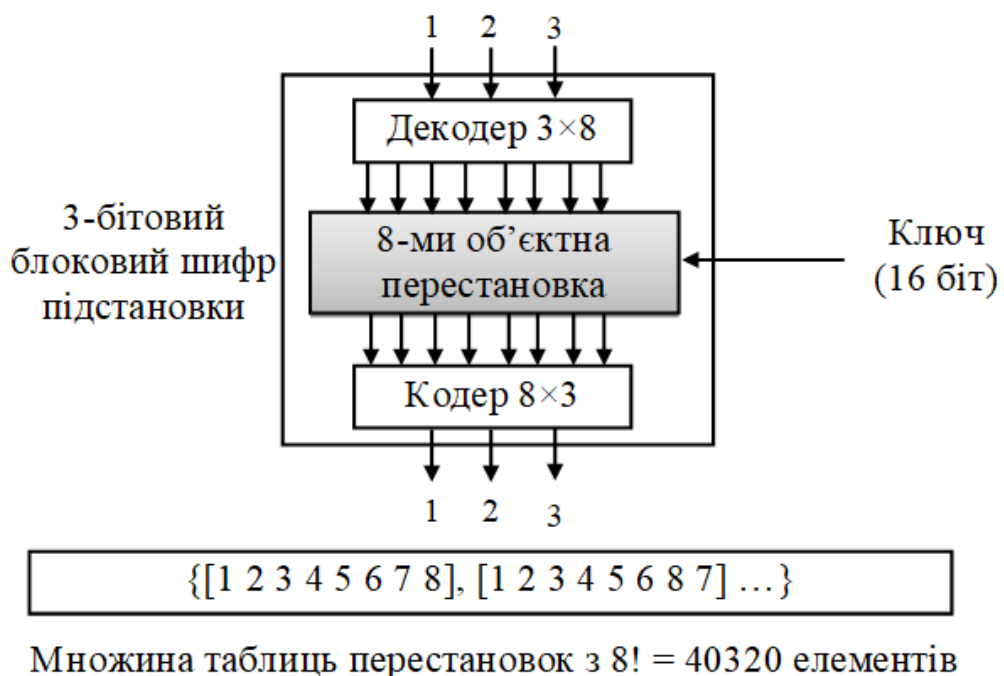 1 2 3
Декодер 3×8
3-бітовий
блоковий шифр
підстановки
8-ми об’єктна
перестановка
Ключ
(16 біт)
Кодер 8×3
1 2 3
{[1 2 3 4 5 6 7 8], [1 2 3 4 5 6 8 7] …}
Множина таблиць перестановок з 8! = 40320 елементів